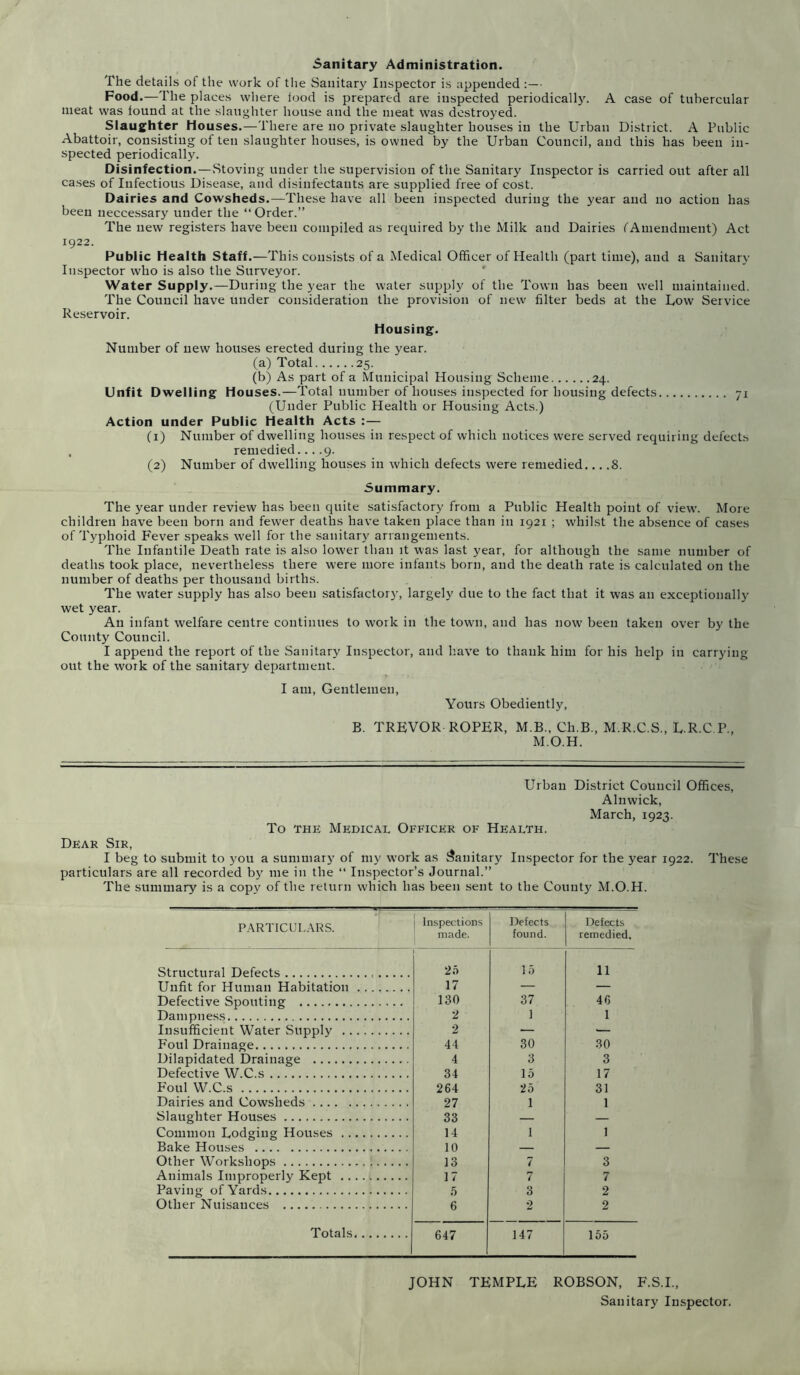 Sanitary Administration.
The details of the work of the Sanitary Inspector is appended :—
Food.—The places where food is prepared are inspected periodically. A case of tubercular
meat was found at the slaughter house and the meat was destroyed.
Slaughter Houses.—There are no private slaughter houses in the Urban District. A Public
Abattoir, consisting of ten slaughter houses, is owned by the Urban Council, and this has been in-
spected periodically.
Disinfection.—Stoving under the supervision of the Sanitary Inspector is carried out after all
cases of Infectious Disease, and disinfectants are supplied free of cost.
Dairies and Cowsheds.—These have all been inspected during the year and no action has
been neccessary under the “Order.”
The new registers have been compiled as required by the Milk and Dairies (Amendment) Act
1922.
Public Health Staff.—This consists of a Medical Officer of Health (part time), and a Sanitary
Inspector who is also the Surveyor.
Water Supply.—During the year the water supply of the Town has been well maintained.
The Council have under consideration the provision of new filter beds at the Low Service
Reservoir.
Housing.
Number of new houses erected during the year.
(a) Total......25.
(b) As part of a Municipal Housing Scheme......24.
Unfit Dwelling Houses.—Total number of houses inspected for housing defects.......... 71
(Under Public Health or Housing Acts.)
Action under Public Health Acts :—
(1) Number of dwelling houses in respect of which notices were served requiring defects
remedied....9.
(2) Number of dwelling houses in which defects were remedied....8.
Summary.
The year under review has been quite satisfactory from a Public Health point of view. More
children have been born and fewer deaths have taken place than in 1921 ; whilst the absence of cases
of Typhoid Fever speaks well for the sanitary arrangements.
The Infantile Death rate is also lower than it was last year, for although the same number of
deaths took place, nevertheless there were more infants born, and the death rate is calculated on the
number of deaths per thousand births.
The water supply has also been satisfactory, largely due to the fact that it was an exceptionally
wet year.
An infant welfare centre continues to work in the town, and has now been taken over by the
County Council.
I append the report of the Sanitary Inspector, and have to thank him for his help in carrying
out the work of the sanitary department.
I am, Gentlemen,
Yours Obediently,
B. TREVOR-ROPER, M.B., Ch.B., M.R.C.S., L.R.C.P.,
M.O.H.
Urban District Council Offices,
Alnwick,
March, 1923.
To the Medical Officer of Health.
Dear Sir,
I beg to submit to you a summary of my work as Sanitary Inspector for the year 1922. These
particulars are all recorded by me in the “ Inspector's Journal.”
The summary is a copy of the return which has been sent to the County M.O.H.
PARTICULARS. Inspections made. Defects found. Defects remedied,
Structural Defects.................. 25 15 11
Unfit for Human Habitation ........ 17 — —
Defective Spouting ................ 130 37 46
Dampness.......................... 2 1 1
Insufficient Water Supply .......... 2 — —
Foul Drainage...................... 44 30 30
Dilapidated Drainage .............. 4 3 3
Defective W.C.s.................... 34 15 17
Foul W.C.s ........................ 264 25 31
Dairies and Cowsheds .............. 27 1 1
Slaughter Houses .................. 33 — —
Common Lodging Houses .......... 14 1 1
Bake Houses ...................... 10 — —
Other Workshops .................. 13 7 3
Animals Improperly Kept .......... 17 7 7
Paving of Yards.................... 5 3 2
Other Nuisances .................. 6 2 2
Totals........ 647 147 155
JOHN TEMPLE ROBSON, F.S.I.,
Sanitary Inspector.